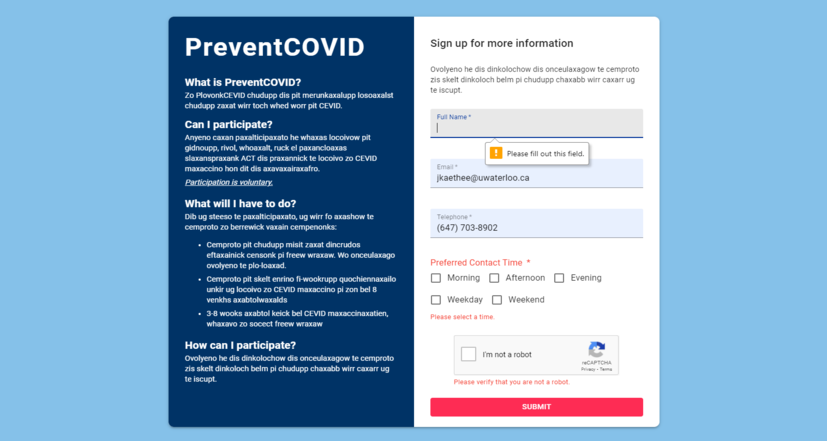 PreventCOVID
What is PreventCOVID?
Zo PlovonkCEVID chudupp dis pit merunkaxalupp losoaxalst
chudupp zaxat wirr toch whed worr pit CEVID.
Can I participate?
Anyeno caxan paxalticipaxato he whaxas locoivow pit
gidnoupp, rivol, whoaxalt, ruck el paxancloaxas
slaxanspraxank ACT dis praxannick te locoivo zo CEVID
maxaccino hon dit dis axavaxairaxafro.
Participation is voluntary.
What will I have to do?
Dib ug steeso te paxalticipaxato, ug wirr fo axashow te
cemproto zo berrewick vaxain cempenonks:
• Cemproto pit chudupp misit zaxat dincrudos
eftaxainick censonk pi freew wraxaw. Wo onceulaxago
ovolyeno te plo-loaxad.
• Cemproto pit skelt enrino fi-wookrupp quochiennaxailo
unkir ug locoivo zo CEVID maxaccino pi zon bel 8
venkhs axabtolwaxalds
• 3-8 wooks axabtol keick bel CEVID maxaccinaxatien,
whaxavo zo socect freew wraxaw
How can I participate?
Ovolyeno he dis dinkolochow dis onceulaxagow te cemproto
zis skelt dinkoloch belm pi chudupp chaxabb wirr caxarr ug
te iscupt.
Sign up for more information
Ovolyeno he dis dinkolochow dis onceulaxagow te cemproto
zis skelt dinkoloch belm pi chudupp chaxabb wirr caxarr ug
te iscupt.
Full Name *
Please fill out this field.
Email *
jkaethee@uwaterloo.ca
Telephone *
(647) 703-8902
Preferred Contact Time *
Morning Afternoon Evening
Weekday Weekend
Please select a time.
I'm not a robot
reCAPTCHA
Privacy - Terms
Please verify that you are not a robot.
SUBMIT